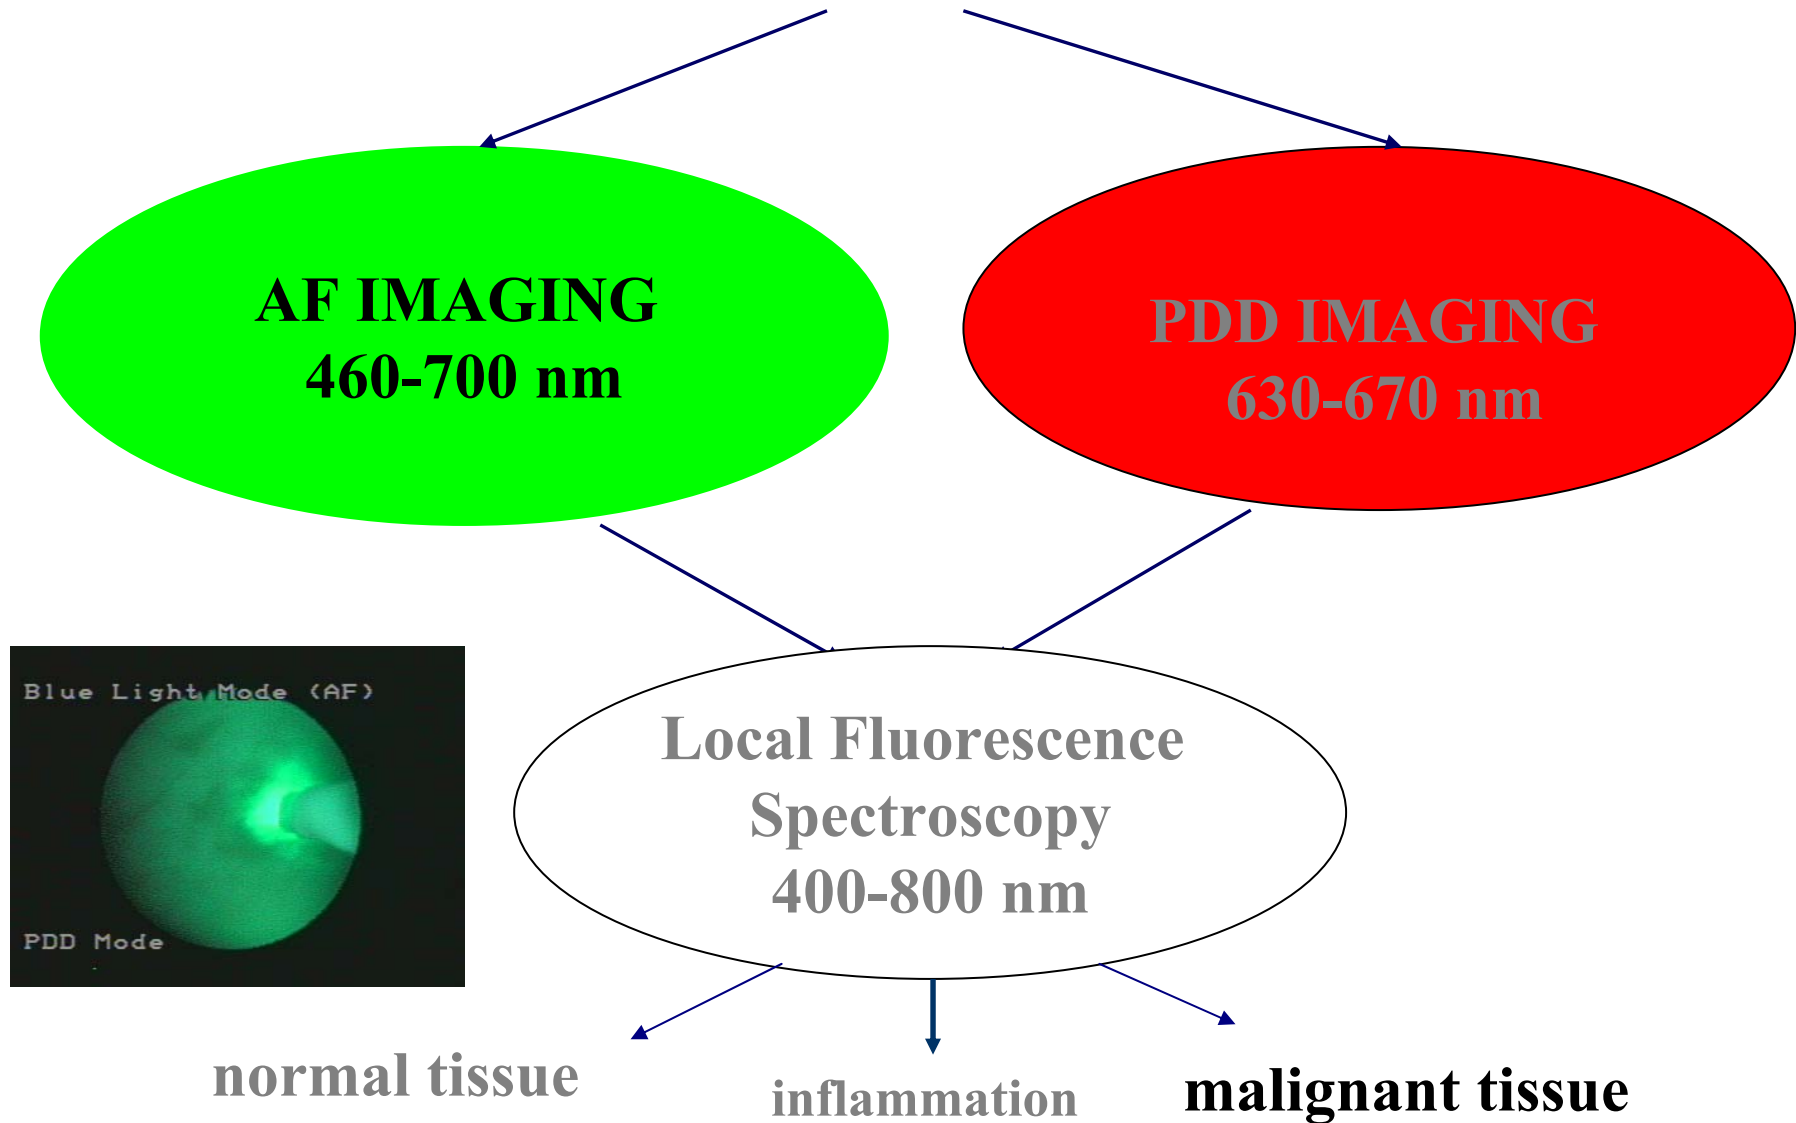 AF IMAGING
460-700 nm
PDD IMAGING
630-670 nm
Blue Light Mode (AF)
PDD Mode
Local Fluorescence
Spectroscopy
400-800 nm
normal tissue
inflammation
malignant tissue